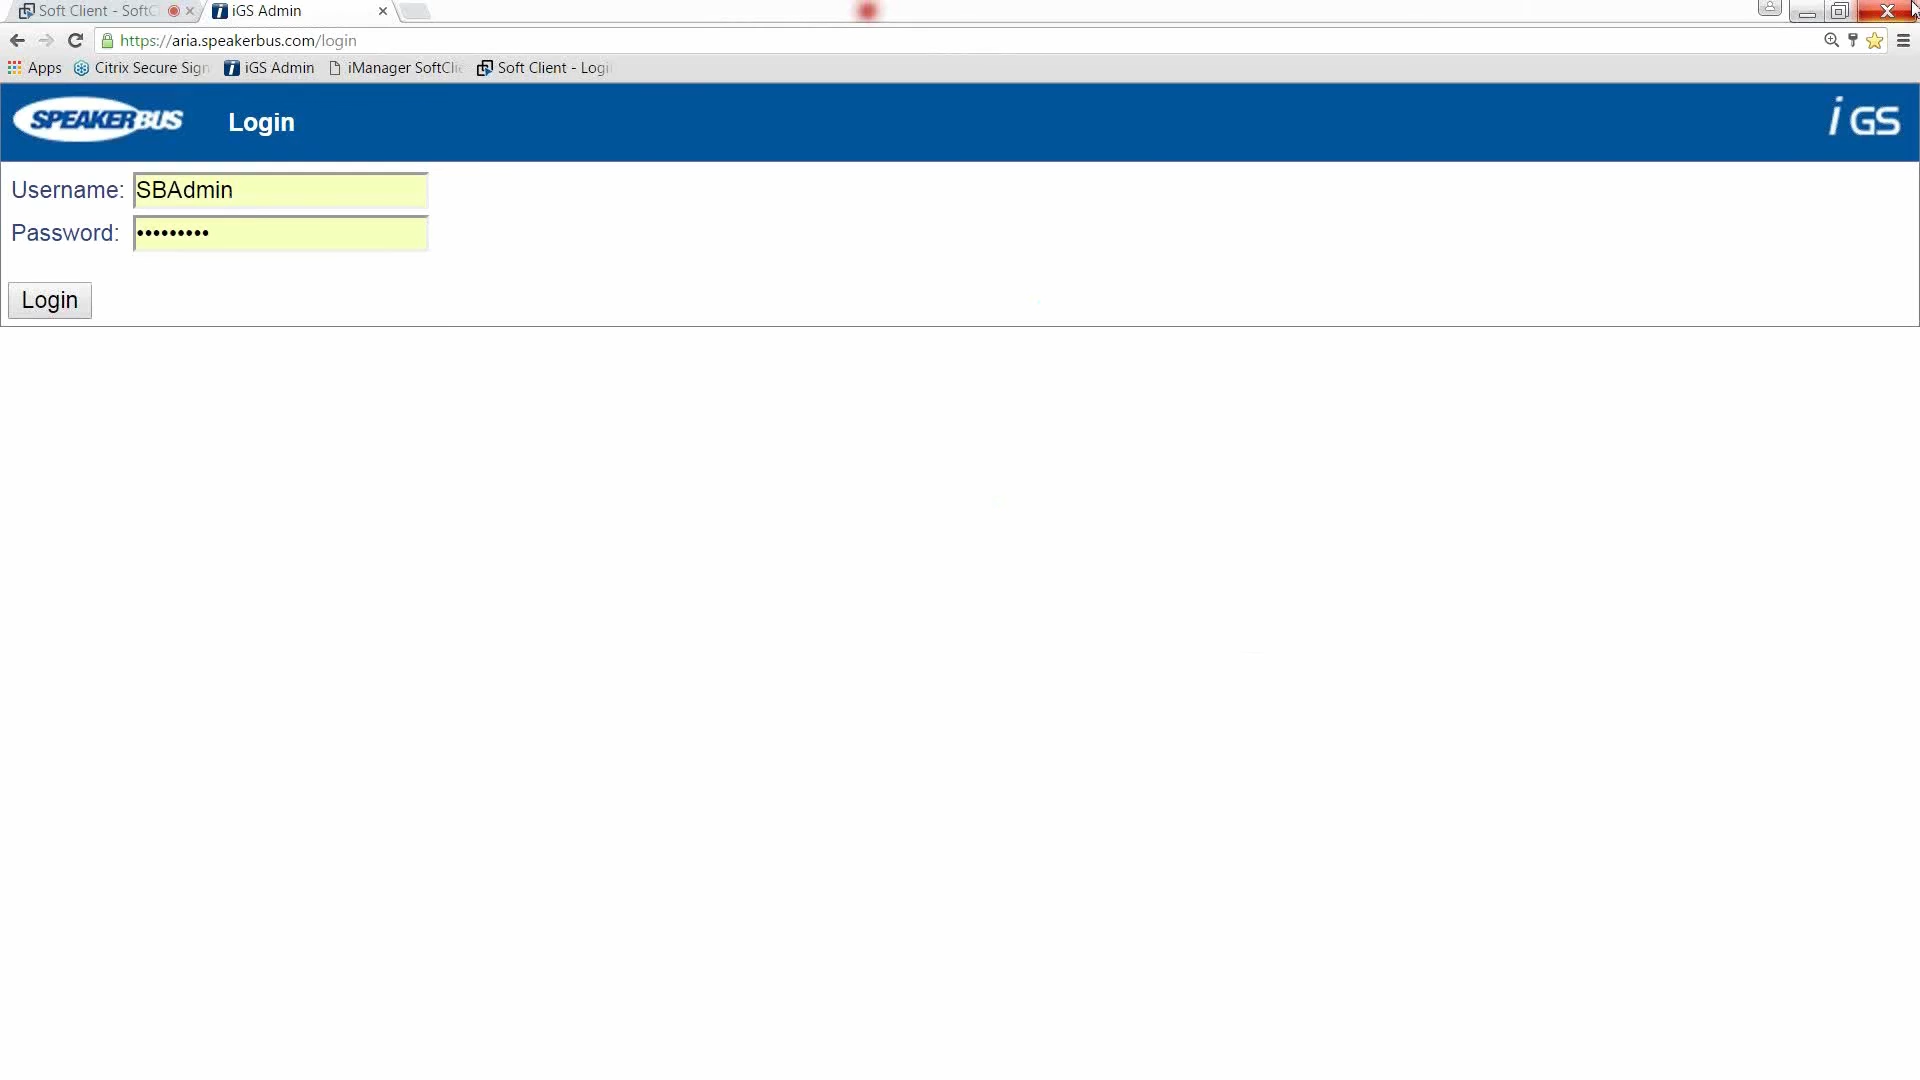 Soft Client - SoftC
iGS Admin
https://aria.speakerbus.com/login
Apps
Citrix Secure Sign
iGS Admin
iManager SoftClie
Soft Client - Logi
SPEAKERBUS
Login
iGS
Username: SBAdmin
Password: •••••••••
Login